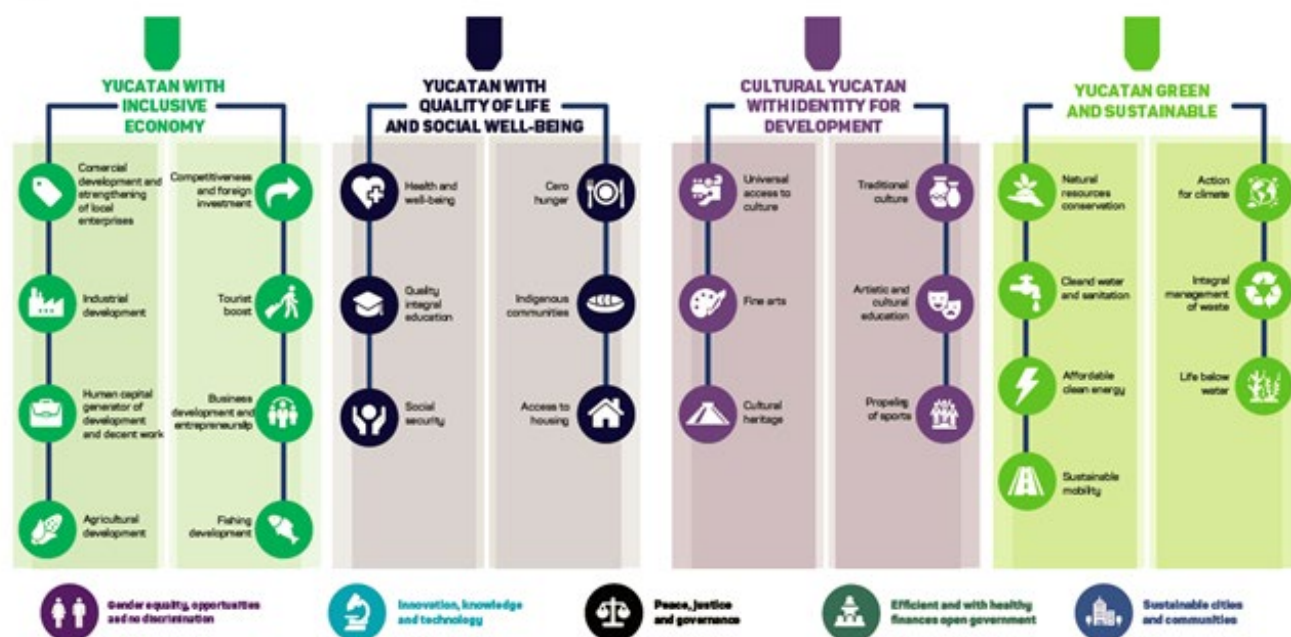 YUCATAN WITH
INCLUSIVE
ECONOMY
Comercial
development and
strengthening
of local
enterprises
Industrial
development
Human capital
generator of
development
and decent work
Agricultural
development
Competitiveness
and foreign
investment
Tourist
boost
Business
development and
entrepreneurslip
Fishing
development
YUCATAN WITH
QUALITY OF LIFE
AND SOCIAL WELL-BEING
Health and
well-being
Quality
integral
education
Social
security
Cero
hunger
Indigenous
communities
Access to
housing
CULTURAL YUCATAN
WITH IDENTITY FOR
DEVELOPMENT
Universal
access to
culture
Fine arts
Cultural
heritage
Traditional
culture
Artistic and
cultural
education
Propeling
of sports
YUCATAN GREEN
AND SUSTAINABLE
Natural
resources
conservation
Cleand water
and sanitation
Affordable
clean energy
Sustainable
mobility
Action
for climate
Integral
management
of waste
Life below
water
Gender equality, opportunities
and no discrimination
Innovation, knowledge
and technology
Peace, justice
and governance
Efficient and with healthy
finances open government
Sustainable cities
and communities